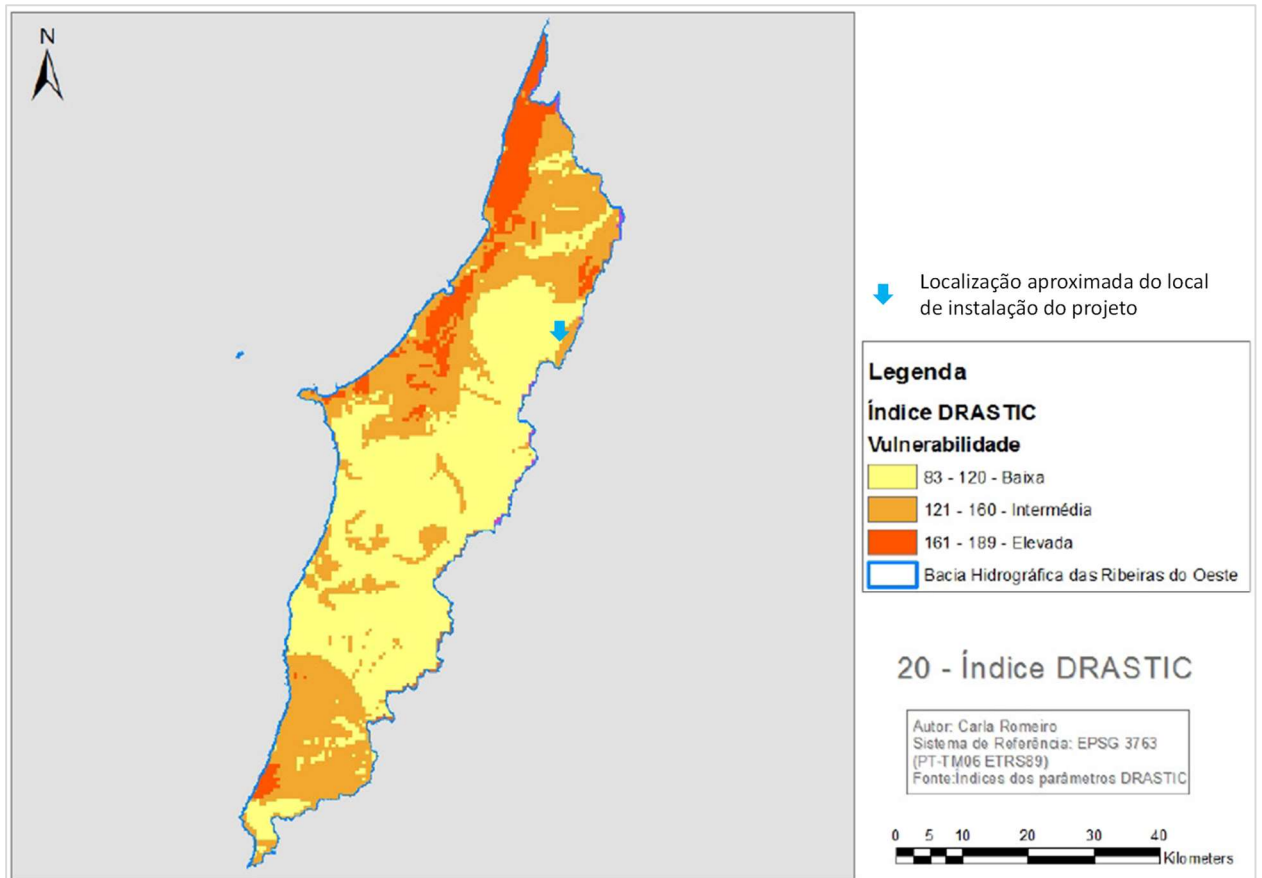 N
Localização aproximada do local
de instalação do projeto
Legenda
Índice DRASTIC
Vulnerabilidade
83 - 120 - Baixa
121 - 160 - Intermédia
161 - 189 - Elevada
Bacia Hidrográfica das Ribeiras do Oeste
20 - Índice DRASTIC
Autor: Carla Romeiro
Sistema de Referência: EPSG 3763
(PT-TM06 ETRS89)
Fonte:Índices dos parâmetros DRASTIC
0 5 10 20 30 40
Kilometers